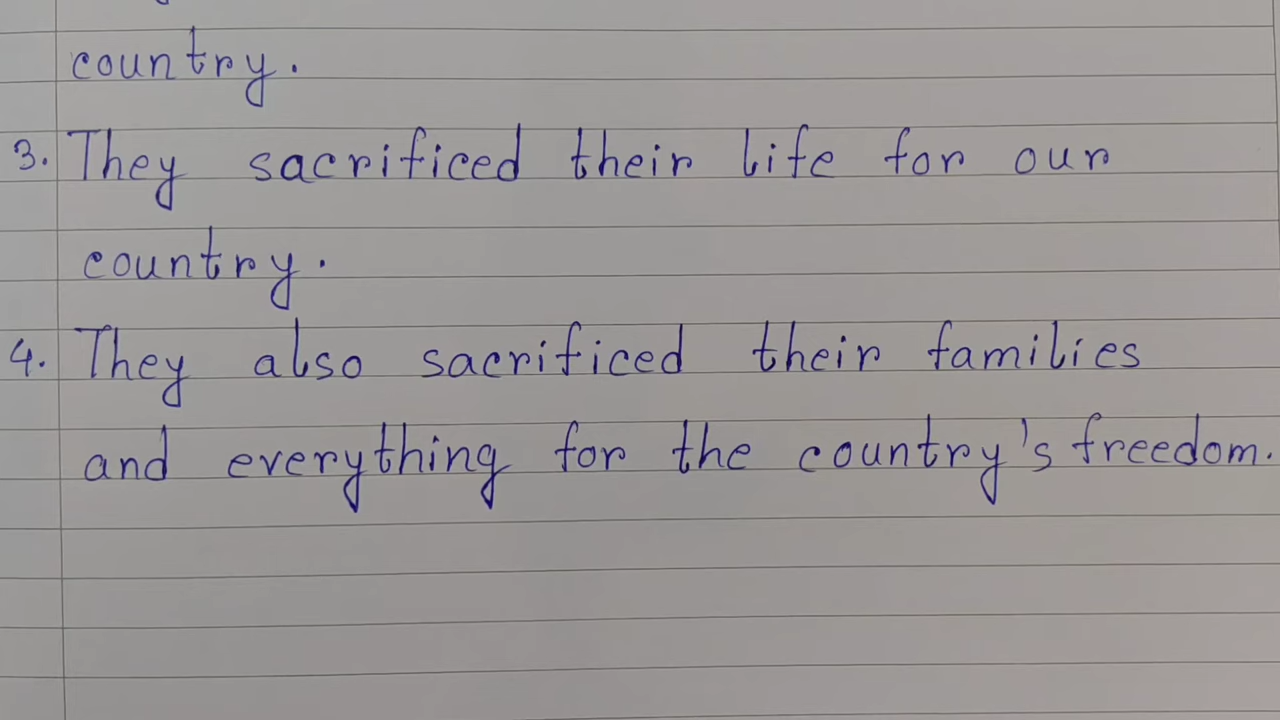 country.
3. They sacrificed their life for our
country.
4. They also sacrificed their families
and everything for the country's freedom.